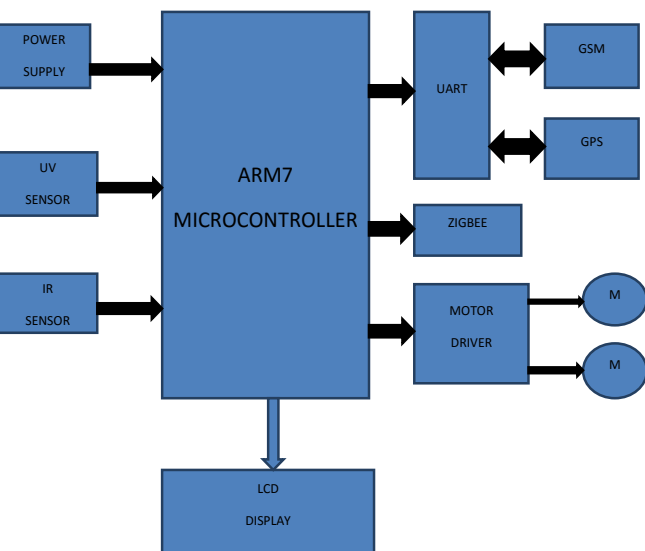 POWER
SUPPLY
UV
SENSOR
IR
SENSOR
ARM7
MICROCONTROLLER
UART
GSM
GPS
ZIGBEE
MOTOR
DRIVER
M
M
LCD
DISPLAY